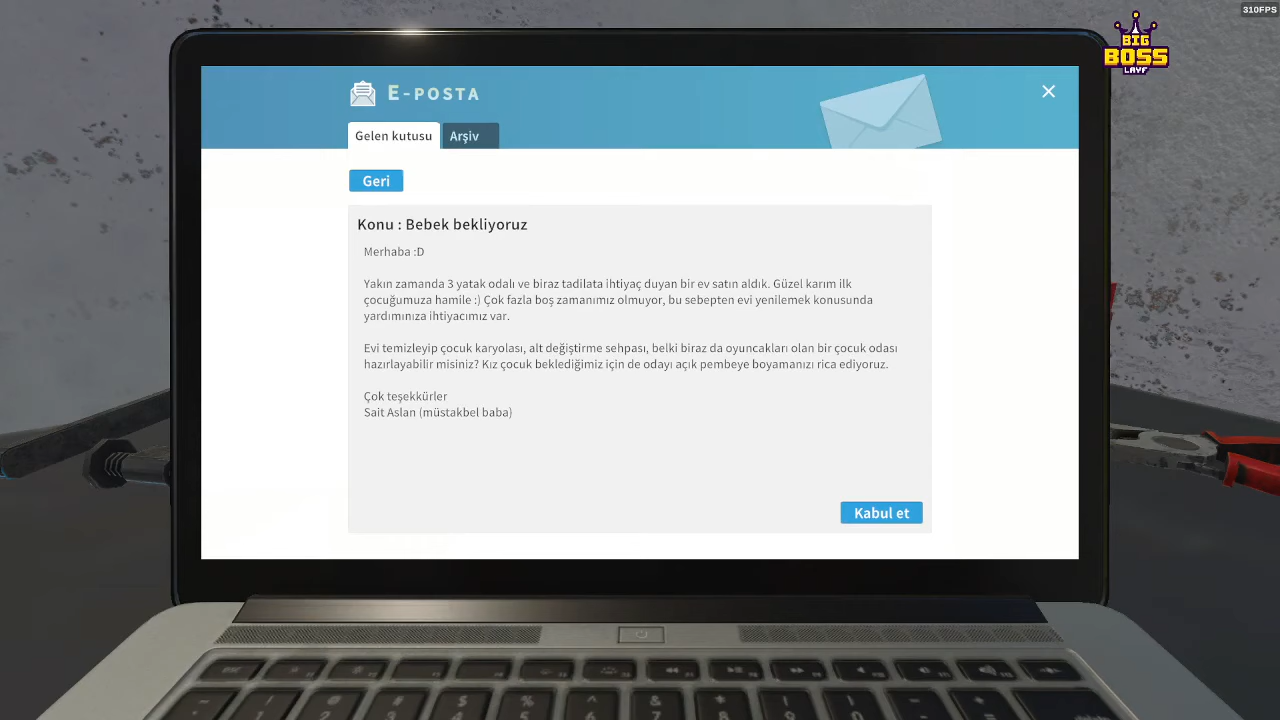 310FPS
BIG
BOSS
LAYF
E-POSTA
Gelen kutusu
Arşiv
Geri
Konu : Bebek bekliyoruz
Merhaba :D
Yakın zamanda 3 yatak odalı ve biraz tadilata ihtiyaç duyan bir ev satın aldık. Güzel karım ilk
çocuğumuza hamile :) Çok fazla boş zamanımız olmuyor, bu sebepten evi yenilemek konusunda
yardımınıza ihtiyacımız var.
Evi temizleyip çocuk karyolası, alt değiştirme sehpası, belki biraz da oyuncakları olan bir çocuk odası
hazırlayabilir misiniz? Kız çocuk beklediğimiz için de odayı açık pembeye boyamanızı rica ediyoruz.
Çok teşekkürler
Sait Aslan (müstakbel baba)
Kabul et